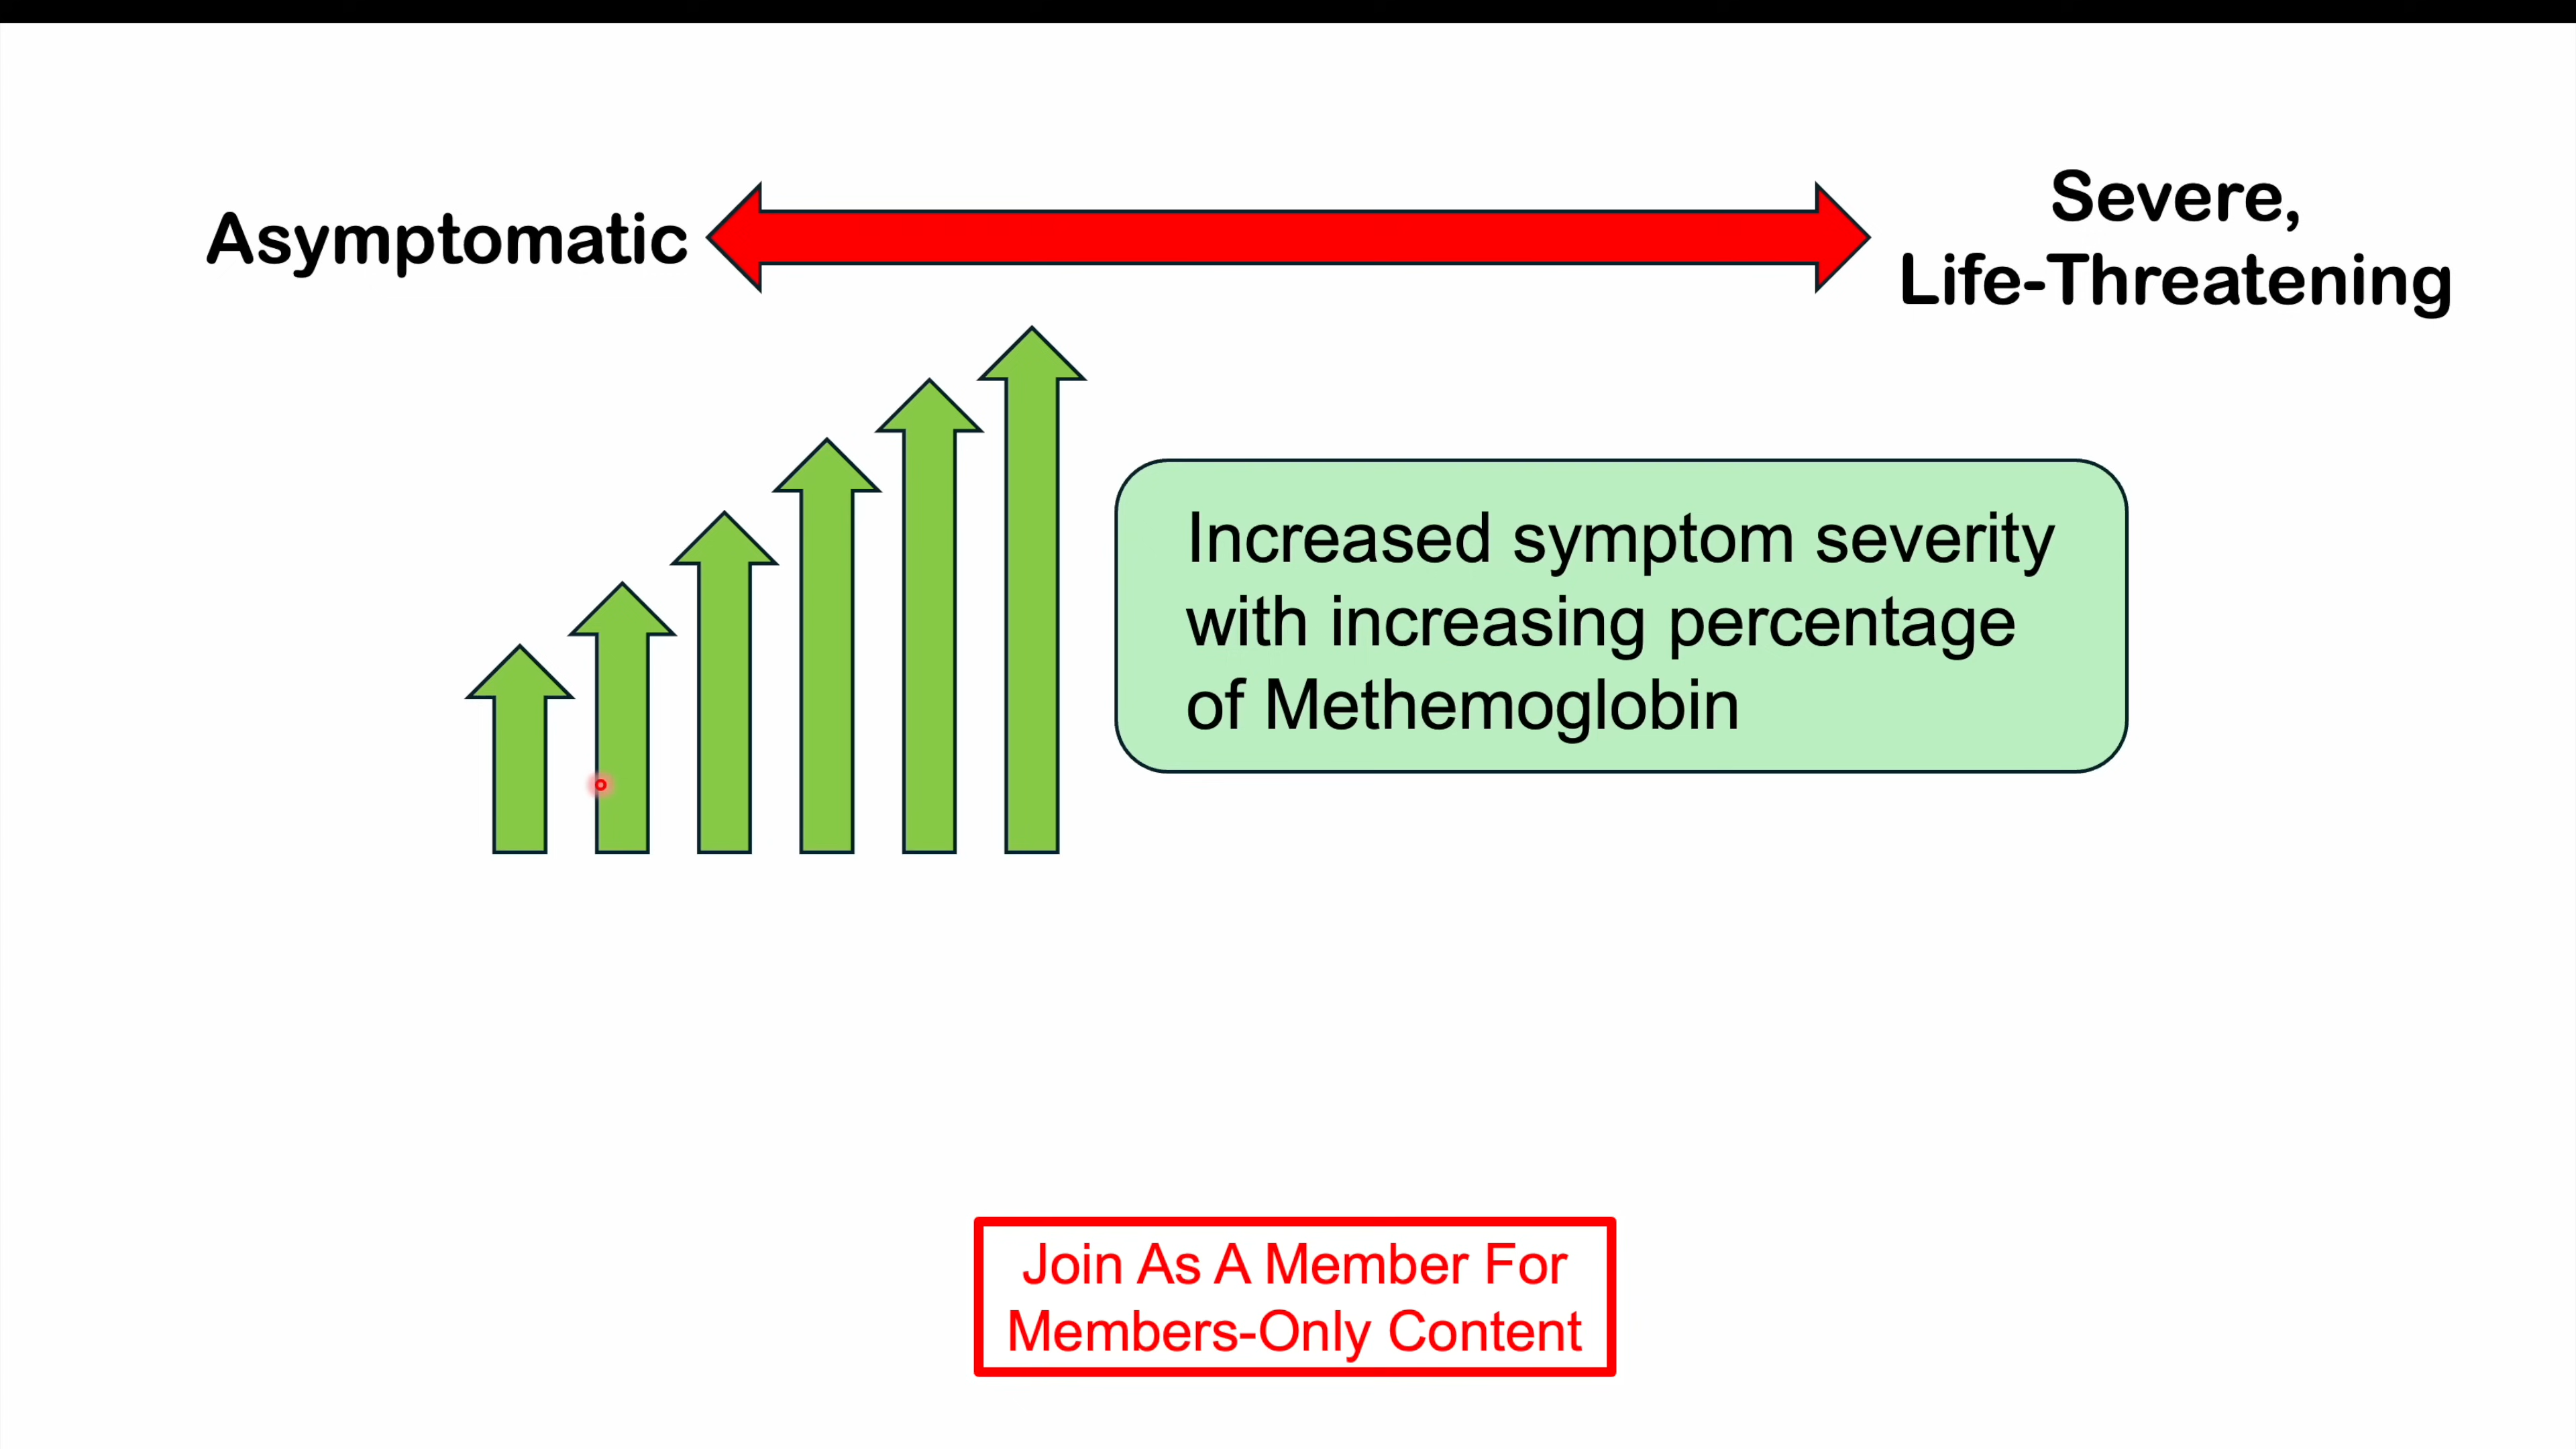 Asymptomatic
Severe,
Life-Threatening
Increased symptom severity
with increasing percentage
of Methemoglobin
Join As A Member For
Members-Only Content